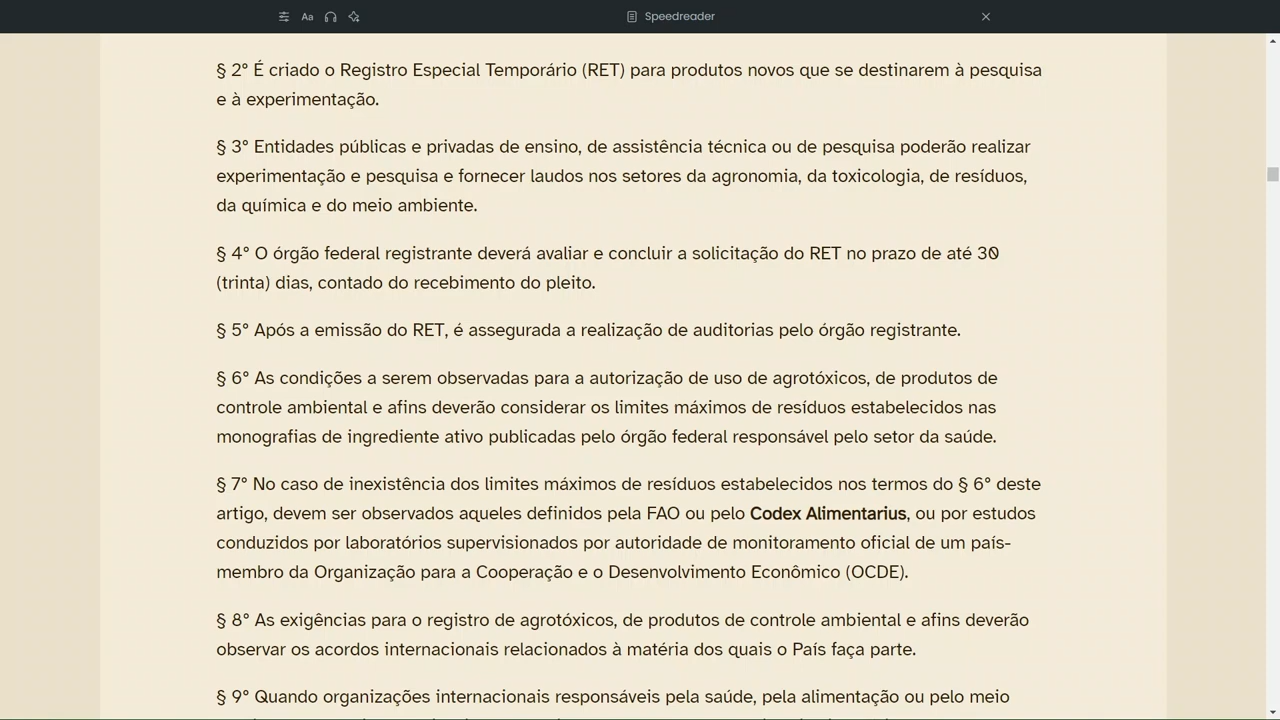 Aa
Speedreader
§ 2° É criado o Registro Especial Temporário (RET) para produtos novos que se destinarem à pesquisa
e à experimentação.
§ 3° Entidades públicas e privadas de ensino, de assistência técnica ou de pesquisa poderão realizar
experimentação e pesquisa e fornecer laudos nos setores da agronomia, da toxicologia, de resíduos,
da química e do meio ambiente.
§ 4° O órgão federal registrante deverá avaliar e concluir a solicitação do RET no prazo de até 30
(trinta) dias, contado do recebimento do pleito.
§ 5° Após a emissão do RET, é assegurada a realização de auditorias pelo órgão registrante.
§ 6° As condições a serem observadas para a autorização de uso de agrotóxicos, de produtos de
controle ambiental e afins deverão considerar os limites máximos de resíduos estabelecidos nas
monografias de ingrediente ativo publicadas pelo órgão federal responsável pelo setor da saúde.
§ 7° No caso de inexistência dos limites máximos de resíduos estabelecidos nos termos do § 6° deste
artigo, devem ser observados aqueles definidos pela FAO ou pelo Codex Alimentarius, ou por estudos
conduzidos por laboratórios supervisionados por autoridade de monitoramento oficial de um país-
membro da Organização para a Cooperação e o Desenvolvimento Econômico (OCDE).
§ 8° As exigências para o registro de agrotóxicos, de produtos de controle ambiental e afins deverão
observar os acordos internacionais relacionados à matéria dos quais o País faça parte.
§ 9° Quando organizações internacionais responsáveis pela saúde, pela alimentação ou pelo meio